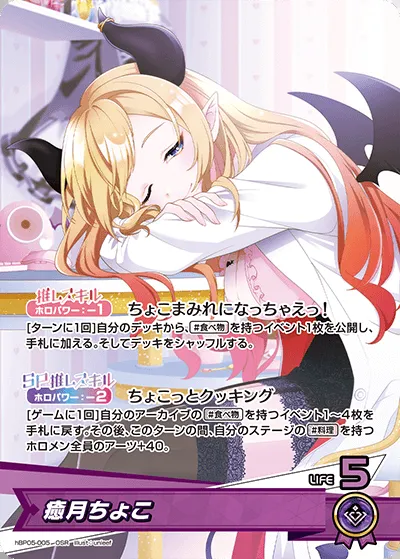 推しスキル
ホロパワー：－1
ちょこまみれになっちゃえっ！
[ターンに1回]自分のデッキから、#食べ物を持つイベント1枚を公開し、
手札に加える。そしてデッキをシャッフルする。
SP推しスキル
ホロパワー：－2
ちょこっとクッキング
[ゲームに1回]自分のアーカイブの#食べ物を持つイベント1～4枚を
手札に戻す。その後、このターンの間、自分のステージの#料理を持つ
ホロメン全員のアーツ+40。
LIFE 5
癒月ちょこ
hBP05-005 OSR illust：unleef